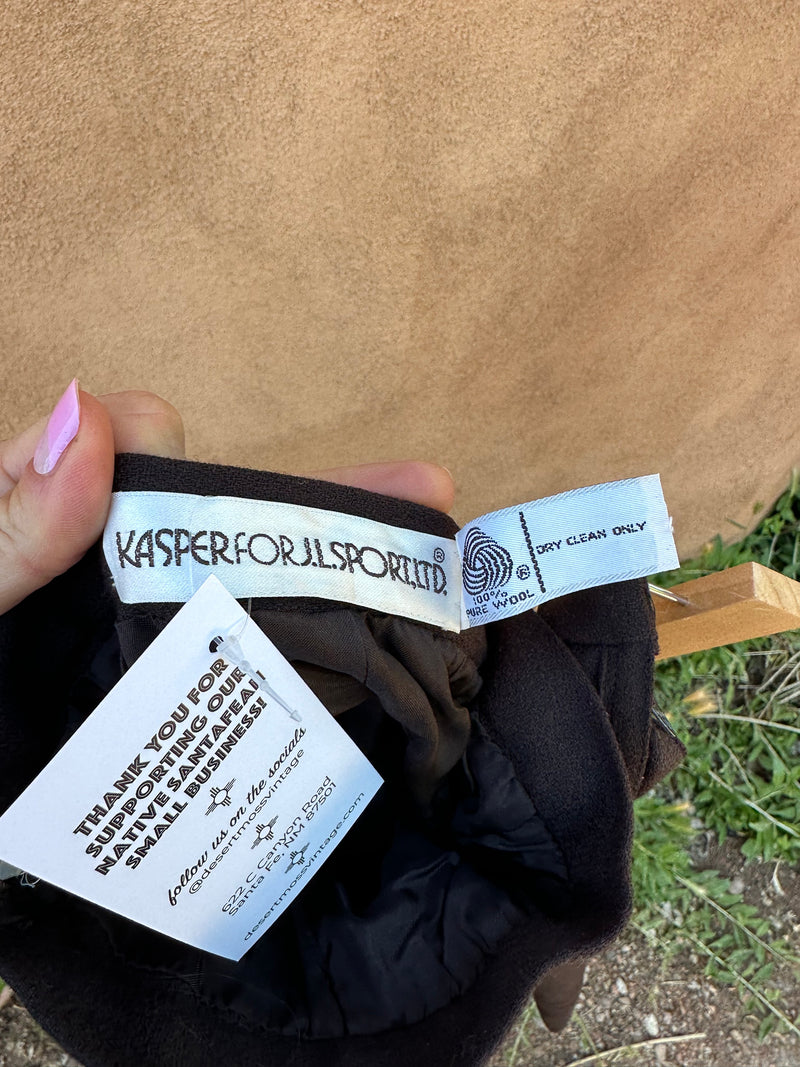 KASPER FOR J.L.SPORT,LTD.®
®
100%
PURE WOOL
DRY CLEAN ONLY
THANK YOU FOR
SUPPORTING OUR
NATIVE SANTAFEAN
SMALL BUSINESS!
follow us on the socials
@desertmossvintage
622 C Canyon Road
Santa Fe, NM 87501
desertmossvintage.com